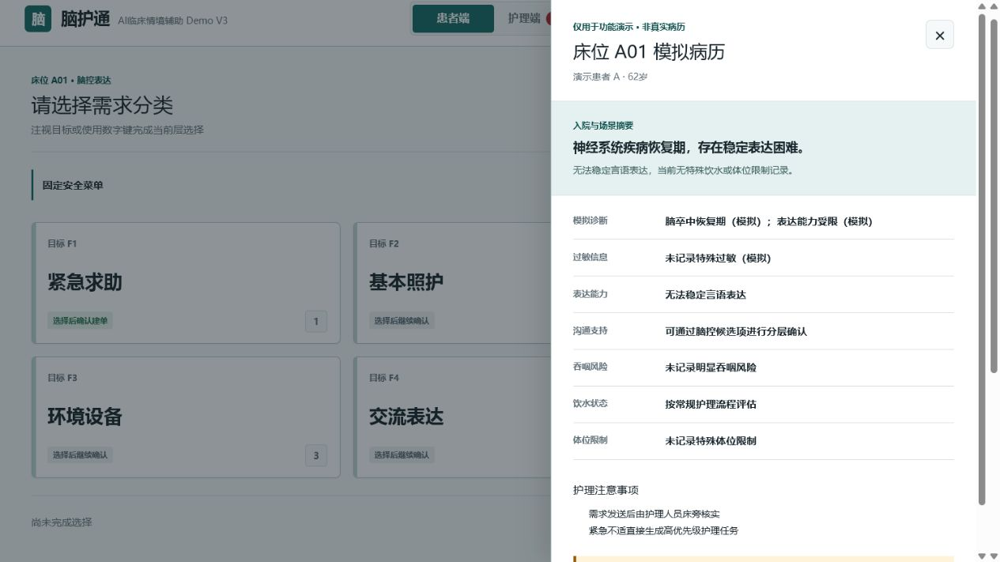 脑 脑护通 AI临床情境辅助 Demo V3 患者端 护理端
床位 A01 • 脑控表达
请选择需求分类
注视目标或使用数字键完成当前层选择
固定安全菜单
目标 F1
紧急求助
选择后确认建单
1
目标 F2
基本照护
选择后继续确认
目标 F3
环境设备
选择后继续确认
3
目标 F4
交流表达
选择后继续确认
尚未完成选择
仅用于功能演示 • 非真实病历
床位 A01 模拟病历
演示患者 A · 62岁
入院与场景摘要
神经系统疾病恢复期，存在稳定表达困难。
无法稳定言语表达，当前无特殊饮水或体位限制记录。
模拟诊断 脑卒中恢复期（模拟）；表达能力受限（模拟）
过敏信息 未记录特殊过敏（模拟）
表达能力 无法稳定言语表达
沟通支持 可通过脑控候选项进行分层确认
吞咽风险 未记录明显吞咽风险
饮水状态 按常规护理流程评估
体位限制 未记录特殊体位限制
护理注意事项
需求发送后由护理人员床旁核实
紧急不适直接生成高优先级护理任务